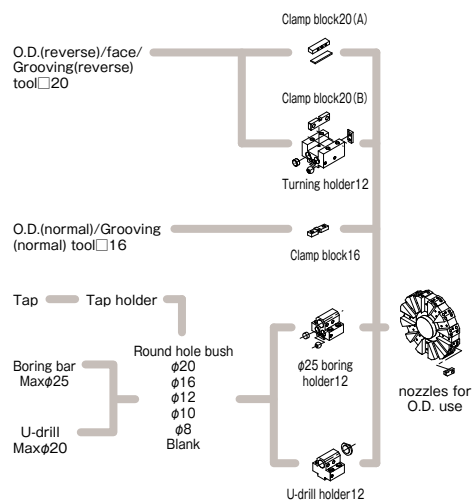 Clamp block20(A)
O.D.(reverse)/face/
Grooving(reverse)
tool□20
Clamp block20(B)
Turning holder12
O.D.(normal)/Grooving
(normal) tool□16
Clamp block16
Tap
Tap holder
Round hole bush
φ20
φ16
φ12
φ10
φ8
Blank
Boring bar
Maxφ25
U-drill
Maxφ20
φ25 boring
holder12
nozzles for
O.D. use
U-drill holder12